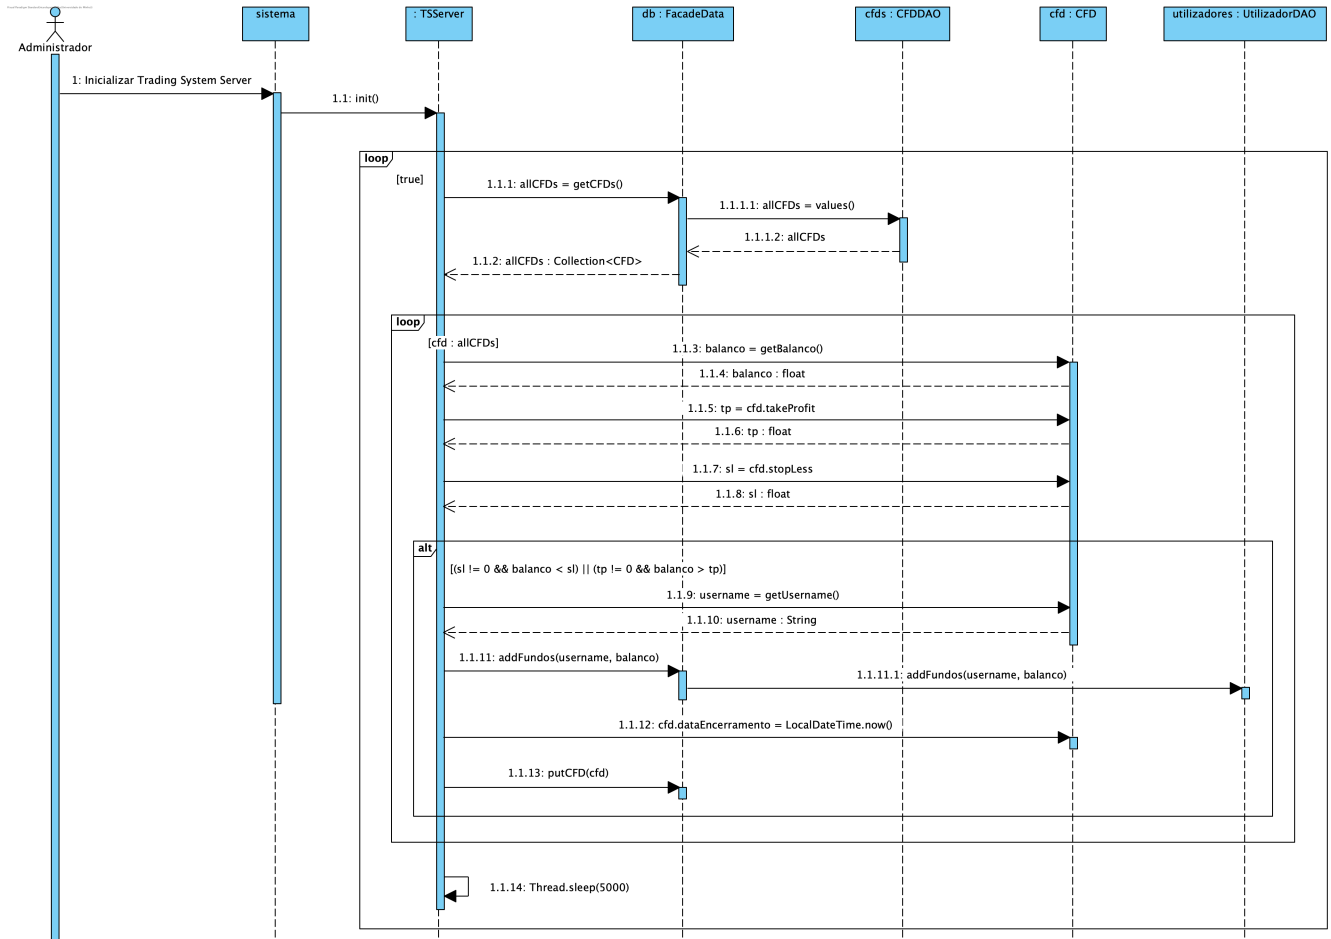 sistema
: TSServer
db : FacadeData
cfds : CFDDAO
cfd : CFD
utilizadores : UtilizadorDAO
Administrador
1: Inicializar Trading System Server
1.1: init()
loop
[true]
1.1.1: allCFDs = getCFDs()
1.1.1.1: allCFDs = values()
1.1.1.2: allCFDs
1.1.2: allCFDs : Collection<CFD>
loop
[cfd : allCFDs]
1.1.3: balanco = getBalanco()
1.1.4: balanco : float
1.1.5: tp = cfd.takeProfit
1.1.6: tp : float
1.1.7: sl = cfd.stopLess
1.1.8: sl : float
alt
[(sl != 0 && balanco < sl) || (tp != 0 && balanco > tp)]
1.1.9: username = getUsername()
1.1.10: username : String
1.1.11: addFundos(username, balanco)
1.1.11.1: addFundos(username, balanco)
1.1.12: cfd.dataEncerramento = LocalDateTime.now()
1.1.13: putCFD(cfd)
1.1.14: Thread.sleep(5000)